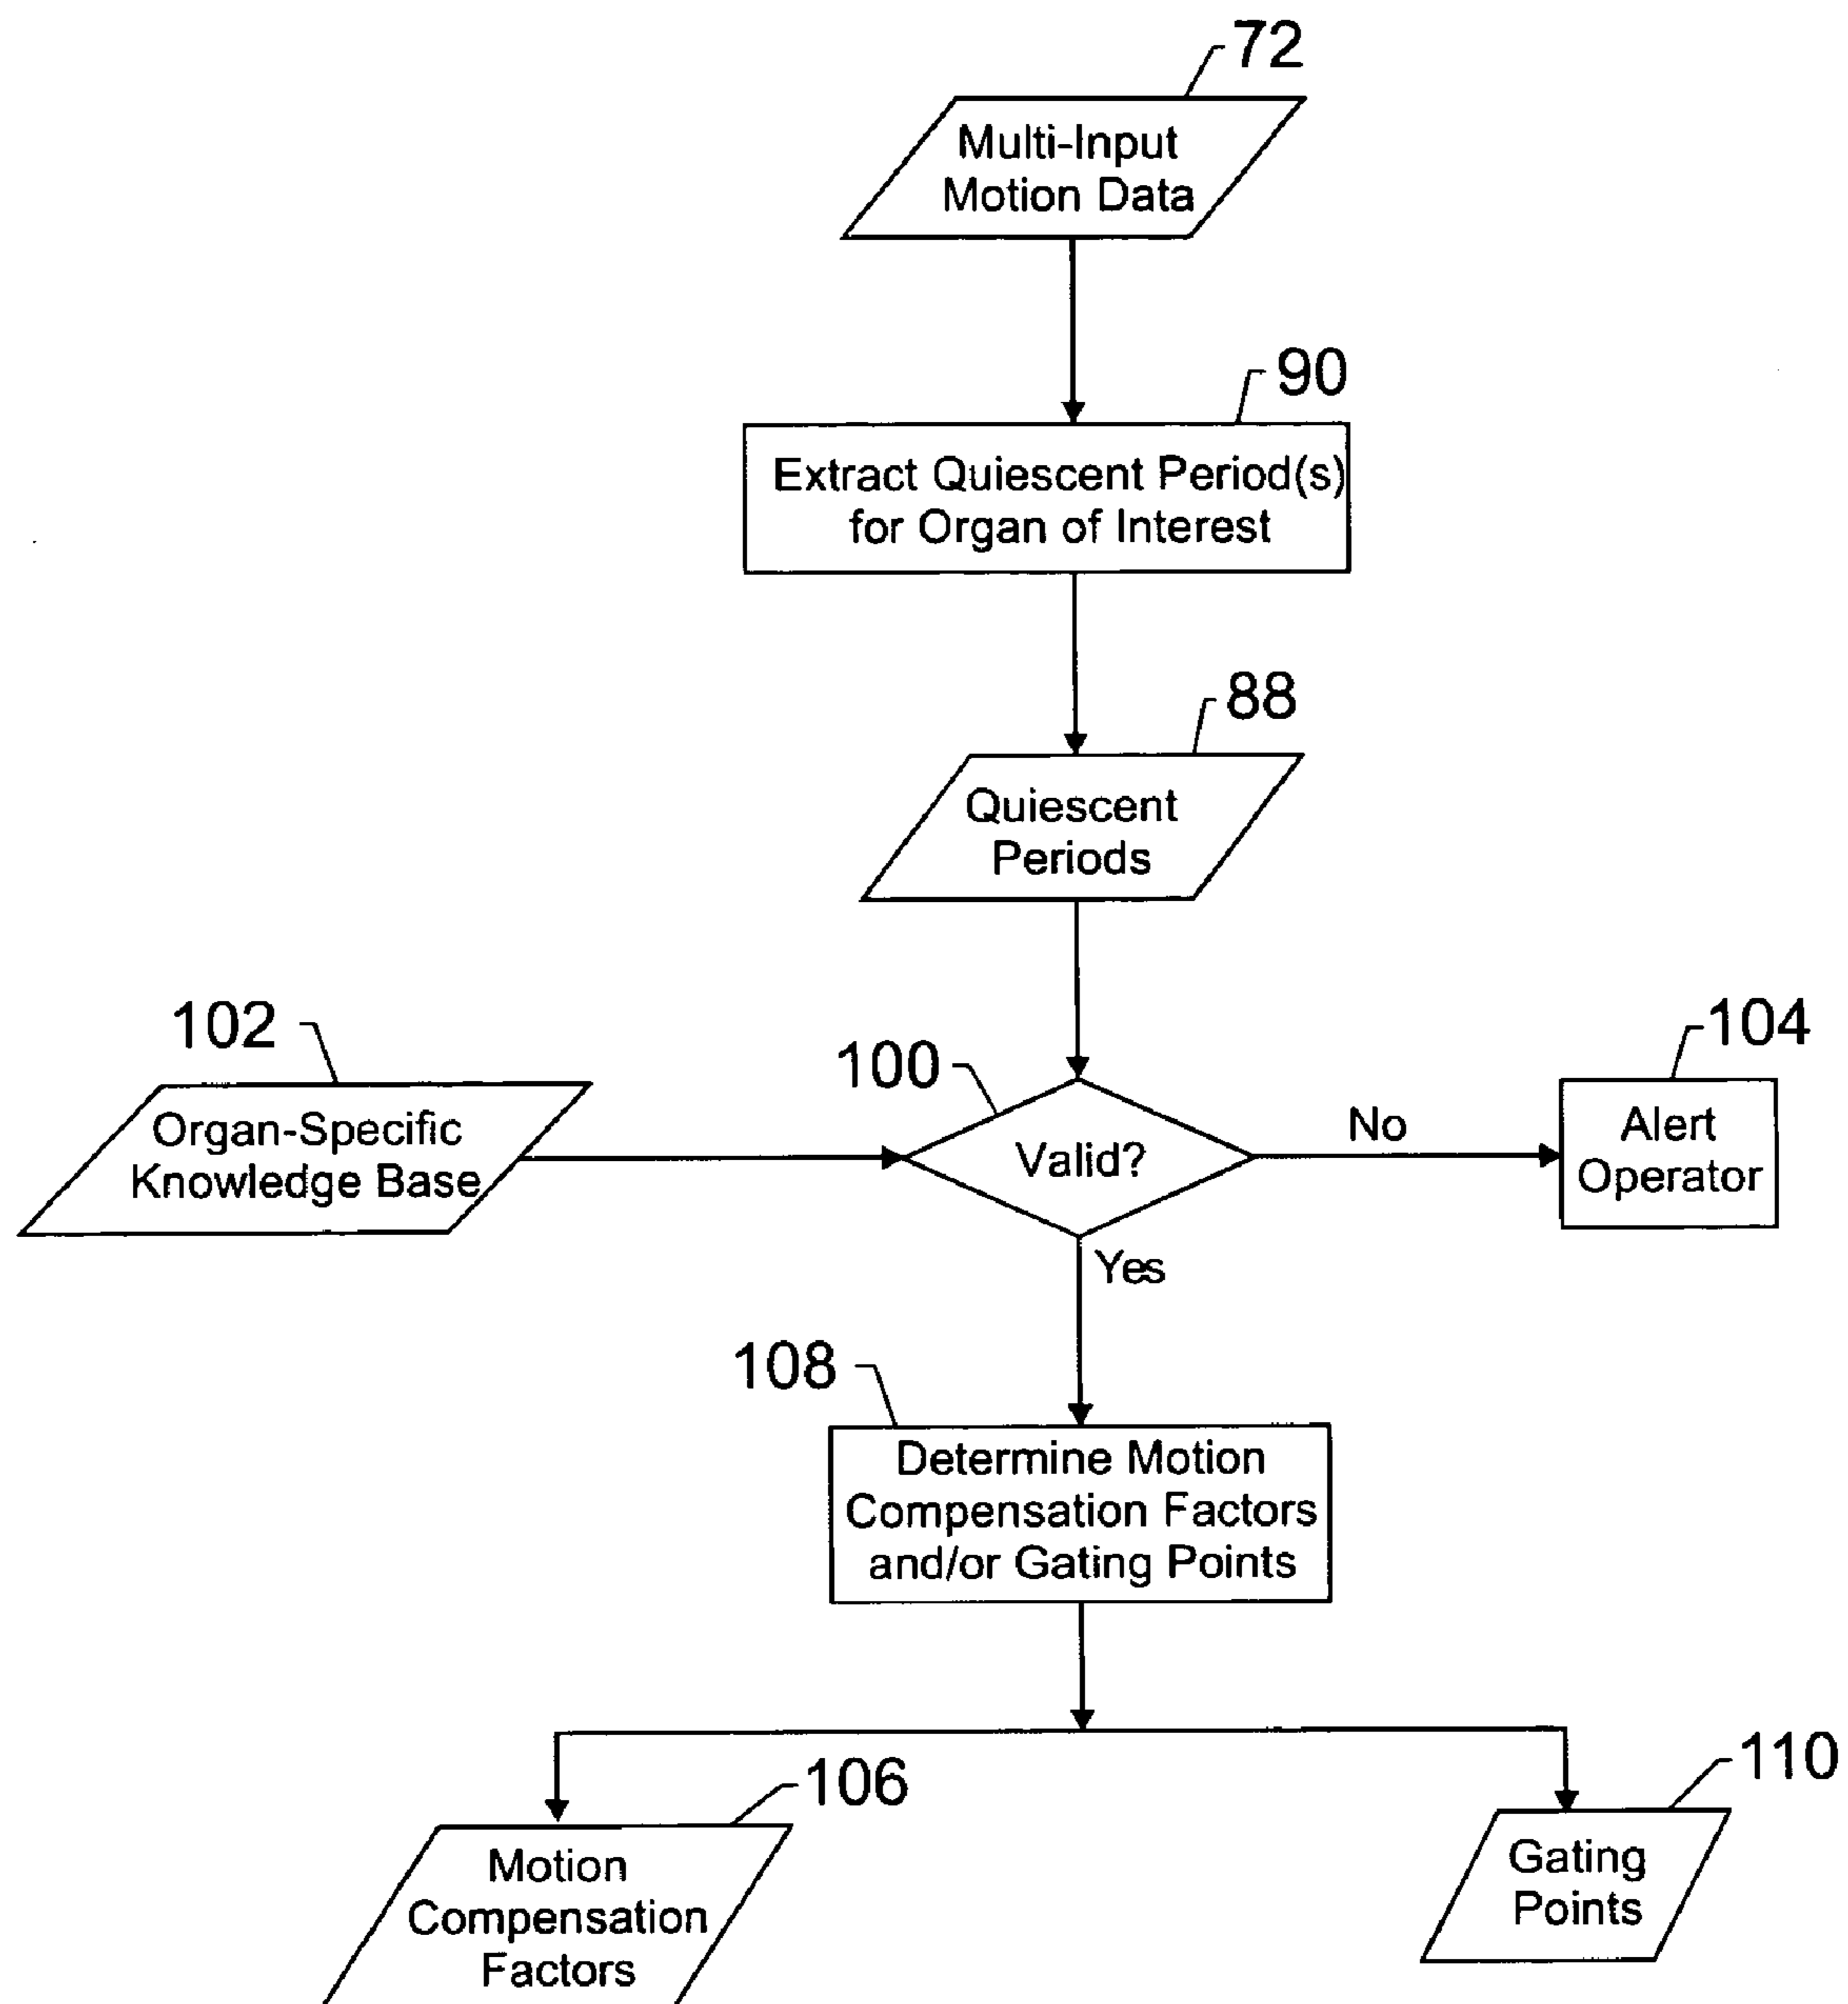 72
Multi-Input
Motion Data
90
Extract Quiescent Period(s)
for Organ of Interest
88
Quiescent
Periods
102
Organ-Specific
Knowledge Base
100
Valid?
No
104
Alert
Operator
Yes
108
Determine Motion
Compensation Factors
and/or Gating Points
106
Motion
Compensation
Factors
110
Gating
Points